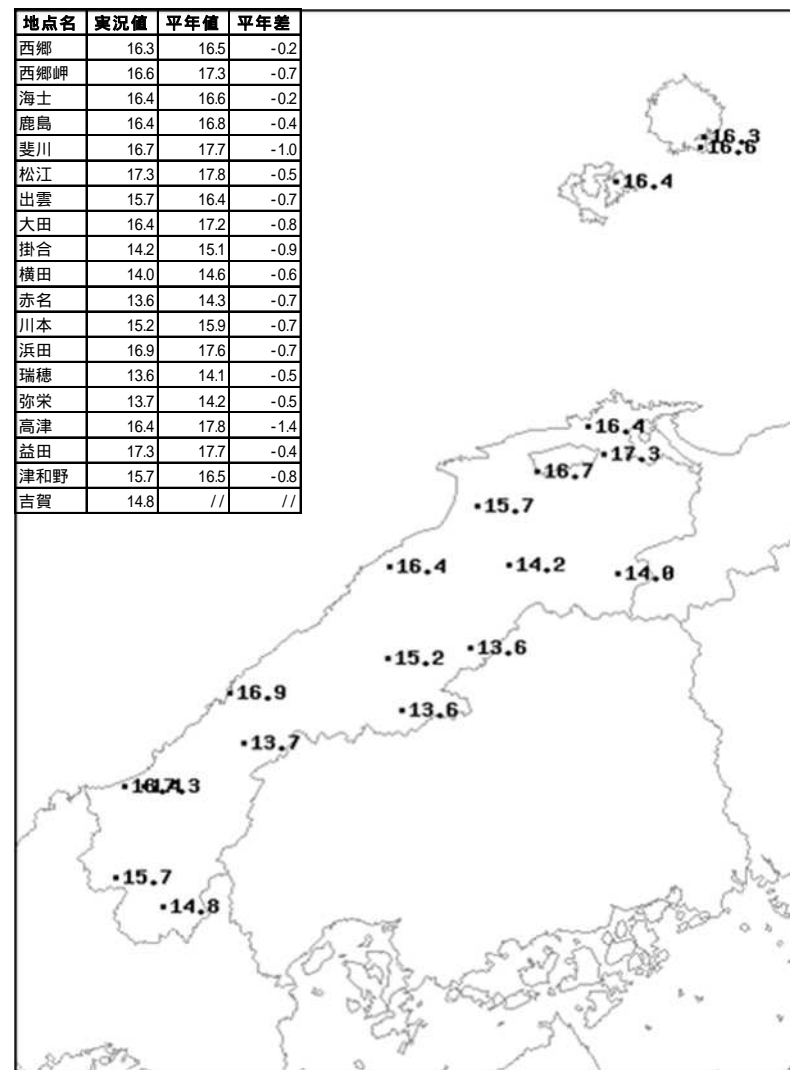 地点名 実況値 平年値 平年差
西郷 16.3 16.5 -0.2
西郷岬 16.6 17.3 -0.7
海士 16.4 16.6 -0.2
鹿島 16.4 16.8 -0.4
斐川 16.7 17.7 -1.0
松江 17.3 17.8 -0.5
出雲 15.7 16.4 -0.7
大田 16.4 17.2 -0.8
掛合 14.2 15.1 -0.9
横田 14.0 14.6 -0.6
赤名 13.6 14.3 -0.7
川本 15.2 15.9 -0.7
浜田 16.9 17.6 -0.7
瑞穂 13.6 14.1 -0.5
弥栄 13.7 14.2 -0.5
高津 16.4 17.8 -1.4
益田 17.3 17.7 -0.4
津和野 15.7 16.5 -0.8
吉賀 14.8 // //
16.3
16.6
16.4
16.4
17.3
16.7
15.7
16.4
14.2
14.0
13.6
15.2
16.9
13.6
13.7
16.4
17.3
15.7
14.8